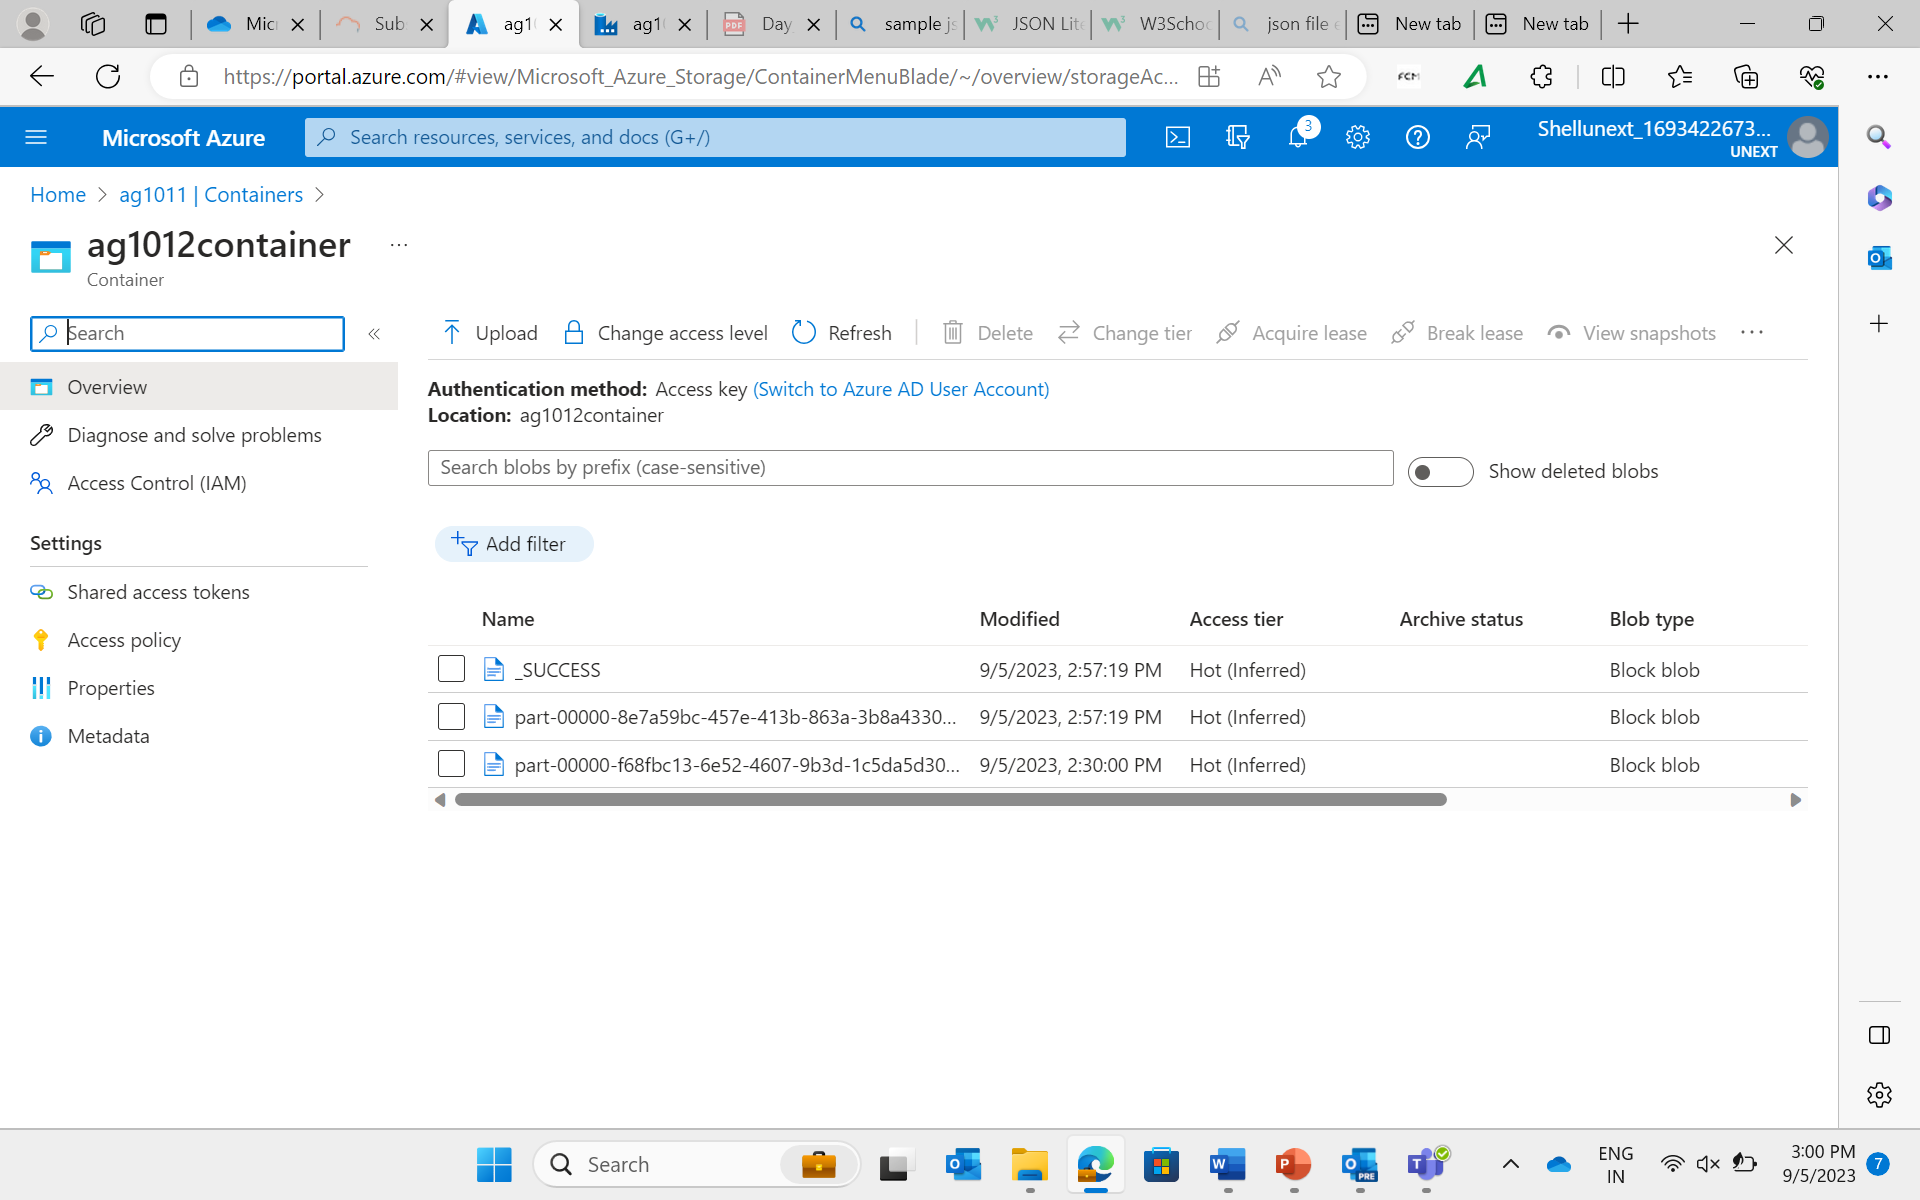 Mic
Sub
ag1
ag1
Day
sample js
JSON Lit
W3Scho
json file e
New tab
New tab
https://portal.azure.com/#view/Microsoft_Azure_Storage/ContainerMenuBlade/~/overview/storageAc...
FCM
Microsoft Azure
Search resources, services, and docs (G+/)
3
Shellunext_1693422673...
UNEXT
Home > ag1011 | Containers >
ag1012container ...
Container
Search
«
Upload
Change access level
Refresh
Delete
Change tier
Acquire lease
Break lease
View snapshots
...
Overview
Diagnose and solve problems
Access Control (IAM)
Settings
Shared access tokens
Access policy
Properties
Metadata
Authentication method: Access key (Switch to Azure AD User Account)
Location: ag1012container
Search blobs by prefix (case-sensitive)
Show deleted blobs
Add filter
Name Modified Access tier Archive status Blob type
_SUCCESS 9/5/2023, 2:57:19 PM Hot (Inferred) Block blob
part-00000-8e7a59bc-457e-413b-863a-3b8a4330... 9/5/2023, 2:57:19 PM Hot (Inferred) Block blob
part-00000-f68fbc13-6e52-4607-9b3d-1c5da5d30... 9/5/2023, 2:30:00 PM Hot (Inferred) Block blob
Search
ENG
IN
3:00 PM
9/5/2023
7